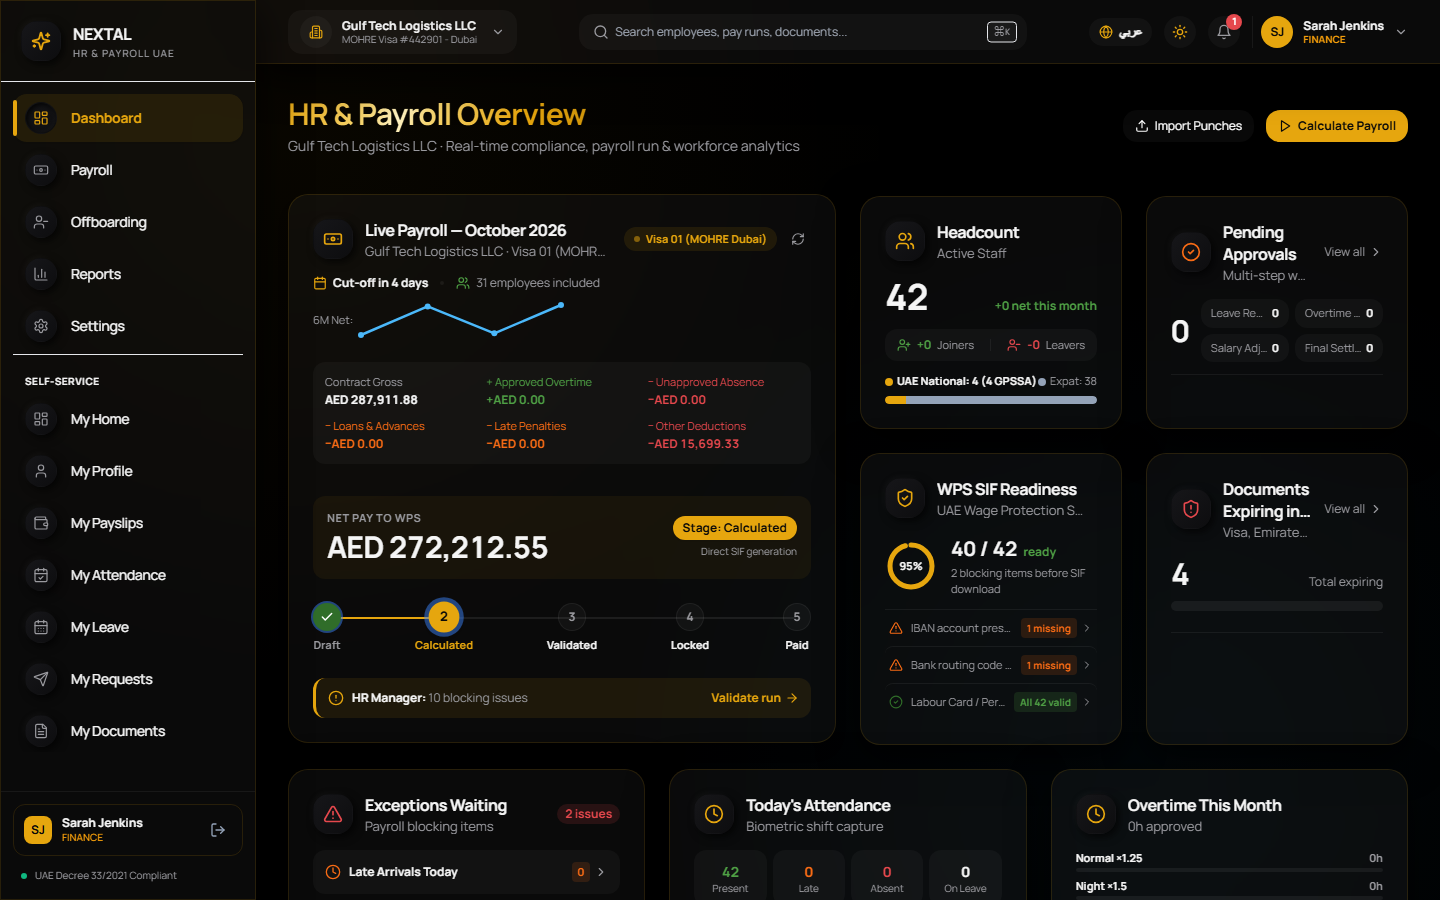 NEXTAL
HR & PAYROLL UAE
Dashboard
Payroll
Offboarding
Reports
Settings
SELF-SERVICE
My Home
My Profile
My Payslips
My Attendance
My Leave
My Requests
My Documents
SJ
Sarah Jenkins
FINANCE
UAE Decree 33/2021 Compliant
Gulf Tech Logistics LLC
MOHRE Visa #442901 - Dubai
Search employees, pay runs, documents...
⌘K
عربي
1
SJ
Sarah Jenkins
FINANCE
HR & Payroll Overview
Gulf Tech Logistics LLC · Real-time compliance, payroll run & workforce analytics
Import Punches
Calculate Payroll
Live Payroll — October 2026
Gulf Tech Logistics LLC · Visa 01 (MOHR...
Visa 01 (MOHRE Dubai)
Cut-off in 4 days · 31 employees included
6M Net:
Contract Gross
AED 287,911.88
+ Approved Overtime
+AED 0.00
− Unapproved Absence
−AED 0.00
− Loans & Advances
−AED 0.00
− Late Penalties
−AED 0.00
− Other Deductions
−AED 15,699.33
NET PAY TO WPS
AED 272,212.55
Stage: Calculated
Direct SIF generation
2 3 4 5
Draft Calculated Validated Locked Paid
HR Manager: 10 blocking issues
Validate run →
Headcount
Active Staff
42
+0 net this month
+0 Joiners
-0 Leavers
UAE National: 4 (4 GPSSA) Expat: 38
Pending
Approvals
Multi-step w...
View all
0
Leave Re... 0
Overtime ... 0
Salary Adj... 0
Final Settl... 0
WPS SIF Readiness
UAE Wage Protection S...
95%
40 / 42 ready
2 blocking items before SIF
download
IBAN account pres... 1 missing
Bank routing code ... 1 missing
Labour Card / Per... All 42 valid
Documents
Expiring in...
Visa, Emirate...
View all
4
Total expiring
Exceptions Waiting
Payroll blocking items
2 issues
Late Arrivals Today 0
Today's Attendance
Biometric shift capture
42
Present
0
Late
0
Absent
0
On Leave
Overtime This Month
0h approved
Normal ×1.25 0h
Night ×1.5 0h